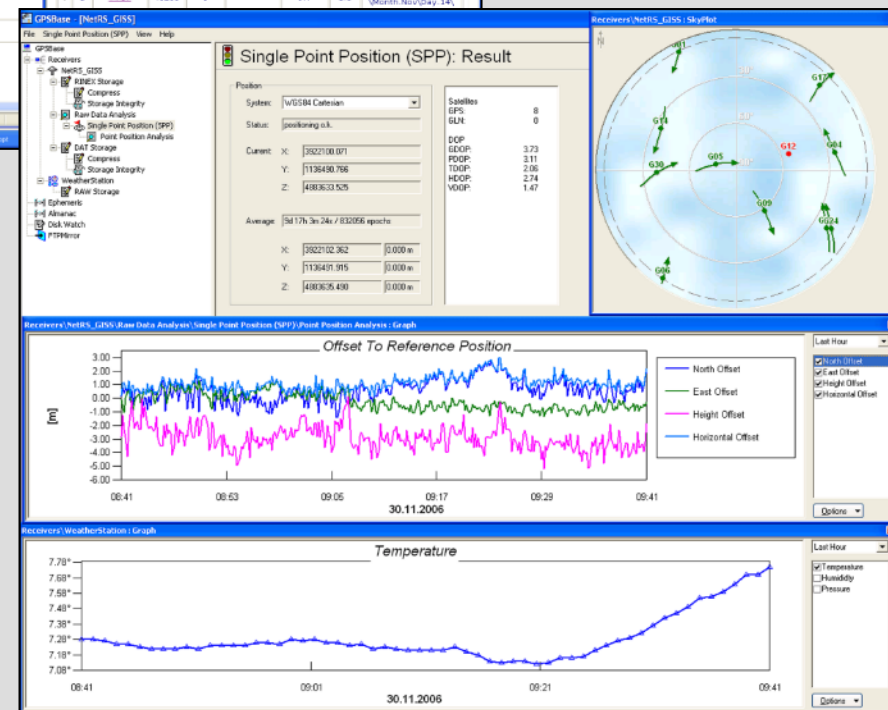 \Month.Nov\Day.14\
GPSBase - [NetRS_GISS]
File Single Point Position (SPP) View Help
GPSBase
Receivers
NetRS_GISS
RINEX Storage
Compress
Storage Integrity
Raw Data Analysis
Single Point Position (SPP)
Point Position Analysis
DAT Storage
Compress
Storage Integrity
WeatherStation
RAW Storage
Ephemeris
Almanac
Disk Watch
FTPMirror
Single Point Position (SPP): Result
Position
System: WGS84 Cartesian
Status: positioning o.k.
Current: X: 3922100.071
Y: 1136490.766
Z: 4883633.525
Average: 9d 17h 3m 24s / 832056 epochs
X: 3922102.362 0.000 m
Y: 1136491.915 0.000 m
Z: 4883635.490 0.000 m
Satellites
GPS: 8
GLN: 0
DOP
GDOP: 3.73
PDOP: 3.11
TDOP: 2.06
HDOP: 2.74
VDOP: 1.47
Receivers\NetRS_GISS : SkyPlot
N
G01
G17
G14
G12
G04
G30
G05
G09
G24
G06
Receivers\NetRS_GISS\Raw Data Analysis\Single Point Position (SPP)\Point Position Analysis : Graph
Offset To Reference Position
[m]
3.00
2.00
1.00
0.00
-1.00
-2.00
-3.00
-4.00
-5.00
-6.00
08:41 08:53 09:05 09:17 09:29 09:41
30.11.2006
North Offset
East Offset
Height Offset
Horizontal Offset
Last Hour
North Offset
East Offset
Height Offset
Horizontal Offset
Options
Receivers\WeatherStation : Graph
Temperature
7.78°
7.68°
7.58°
7.48°
7.38°
7.28°
7.18°
7.08°
08:41 09:01 09:21 09:41
30.11.2006
Last Hour
Temperature
Humidity
Pressure
Options